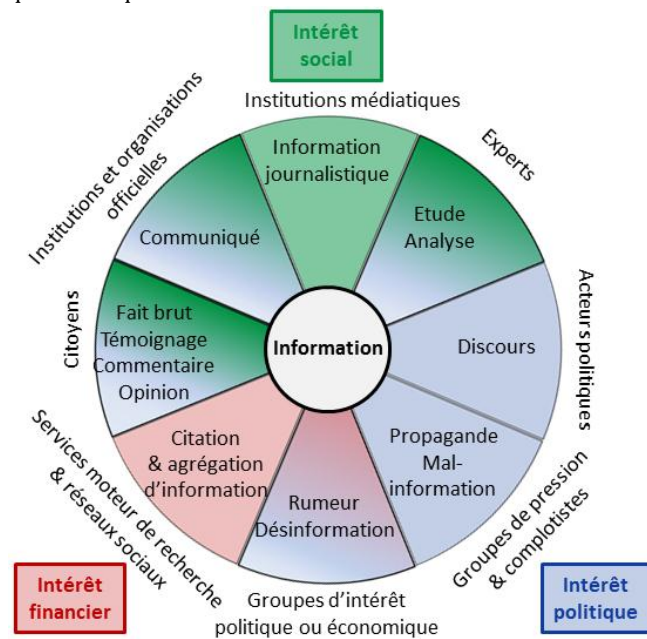 Intérêt
social
Institutions médiatiques
Information
journalistique
Experts
Etude
Analyse
Acteurs politiques
Discours
Groupes de pression
& complotistes
Propagande
Mal-
information
Groupes d’intérêt
politique ou économique
Rumeur
Désinformation
Services moteur de recherche
& réseaux sociaux
Citation
& agrégation
d’information
Citoyens
Fait brut
Témoignage
Commentaire
Opinion
Institutions et organisations
officielles
Communiqué
Information
Intérêt
financier
Intérêt
politique